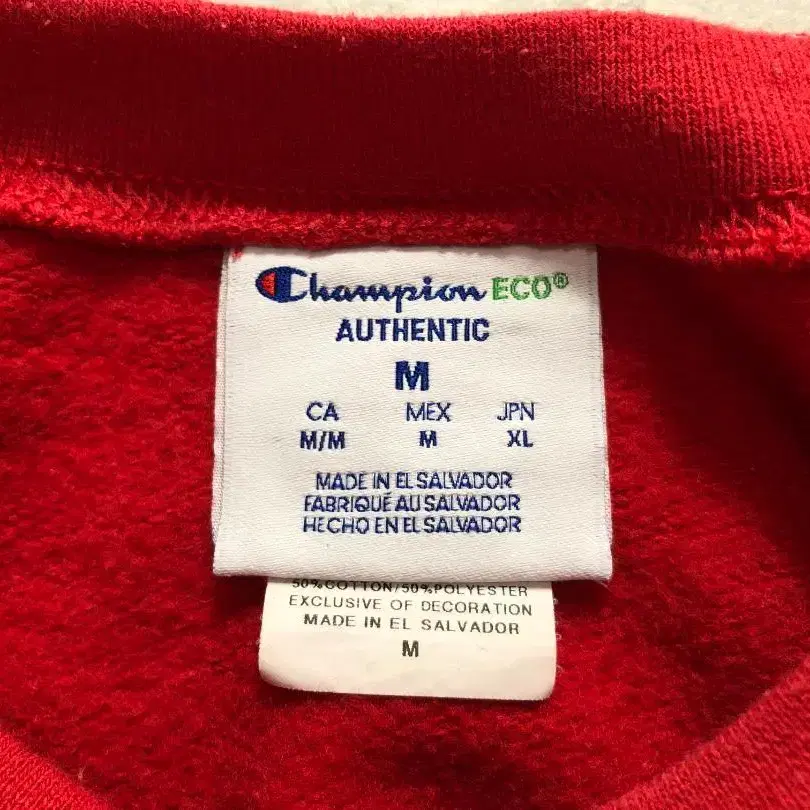 Champion ECO®
AUTHENTIC
M
CA MEX JPN
M/M M XL
MADE IN EL SALVADOR
FABRIQUÉ AU SALVADOR
HECHO EN EL SALVADOR
50%COTTON/50%POLYESTER
EXCLUSIVE OF DECORATION
MADE IN EL SALVADOR
M